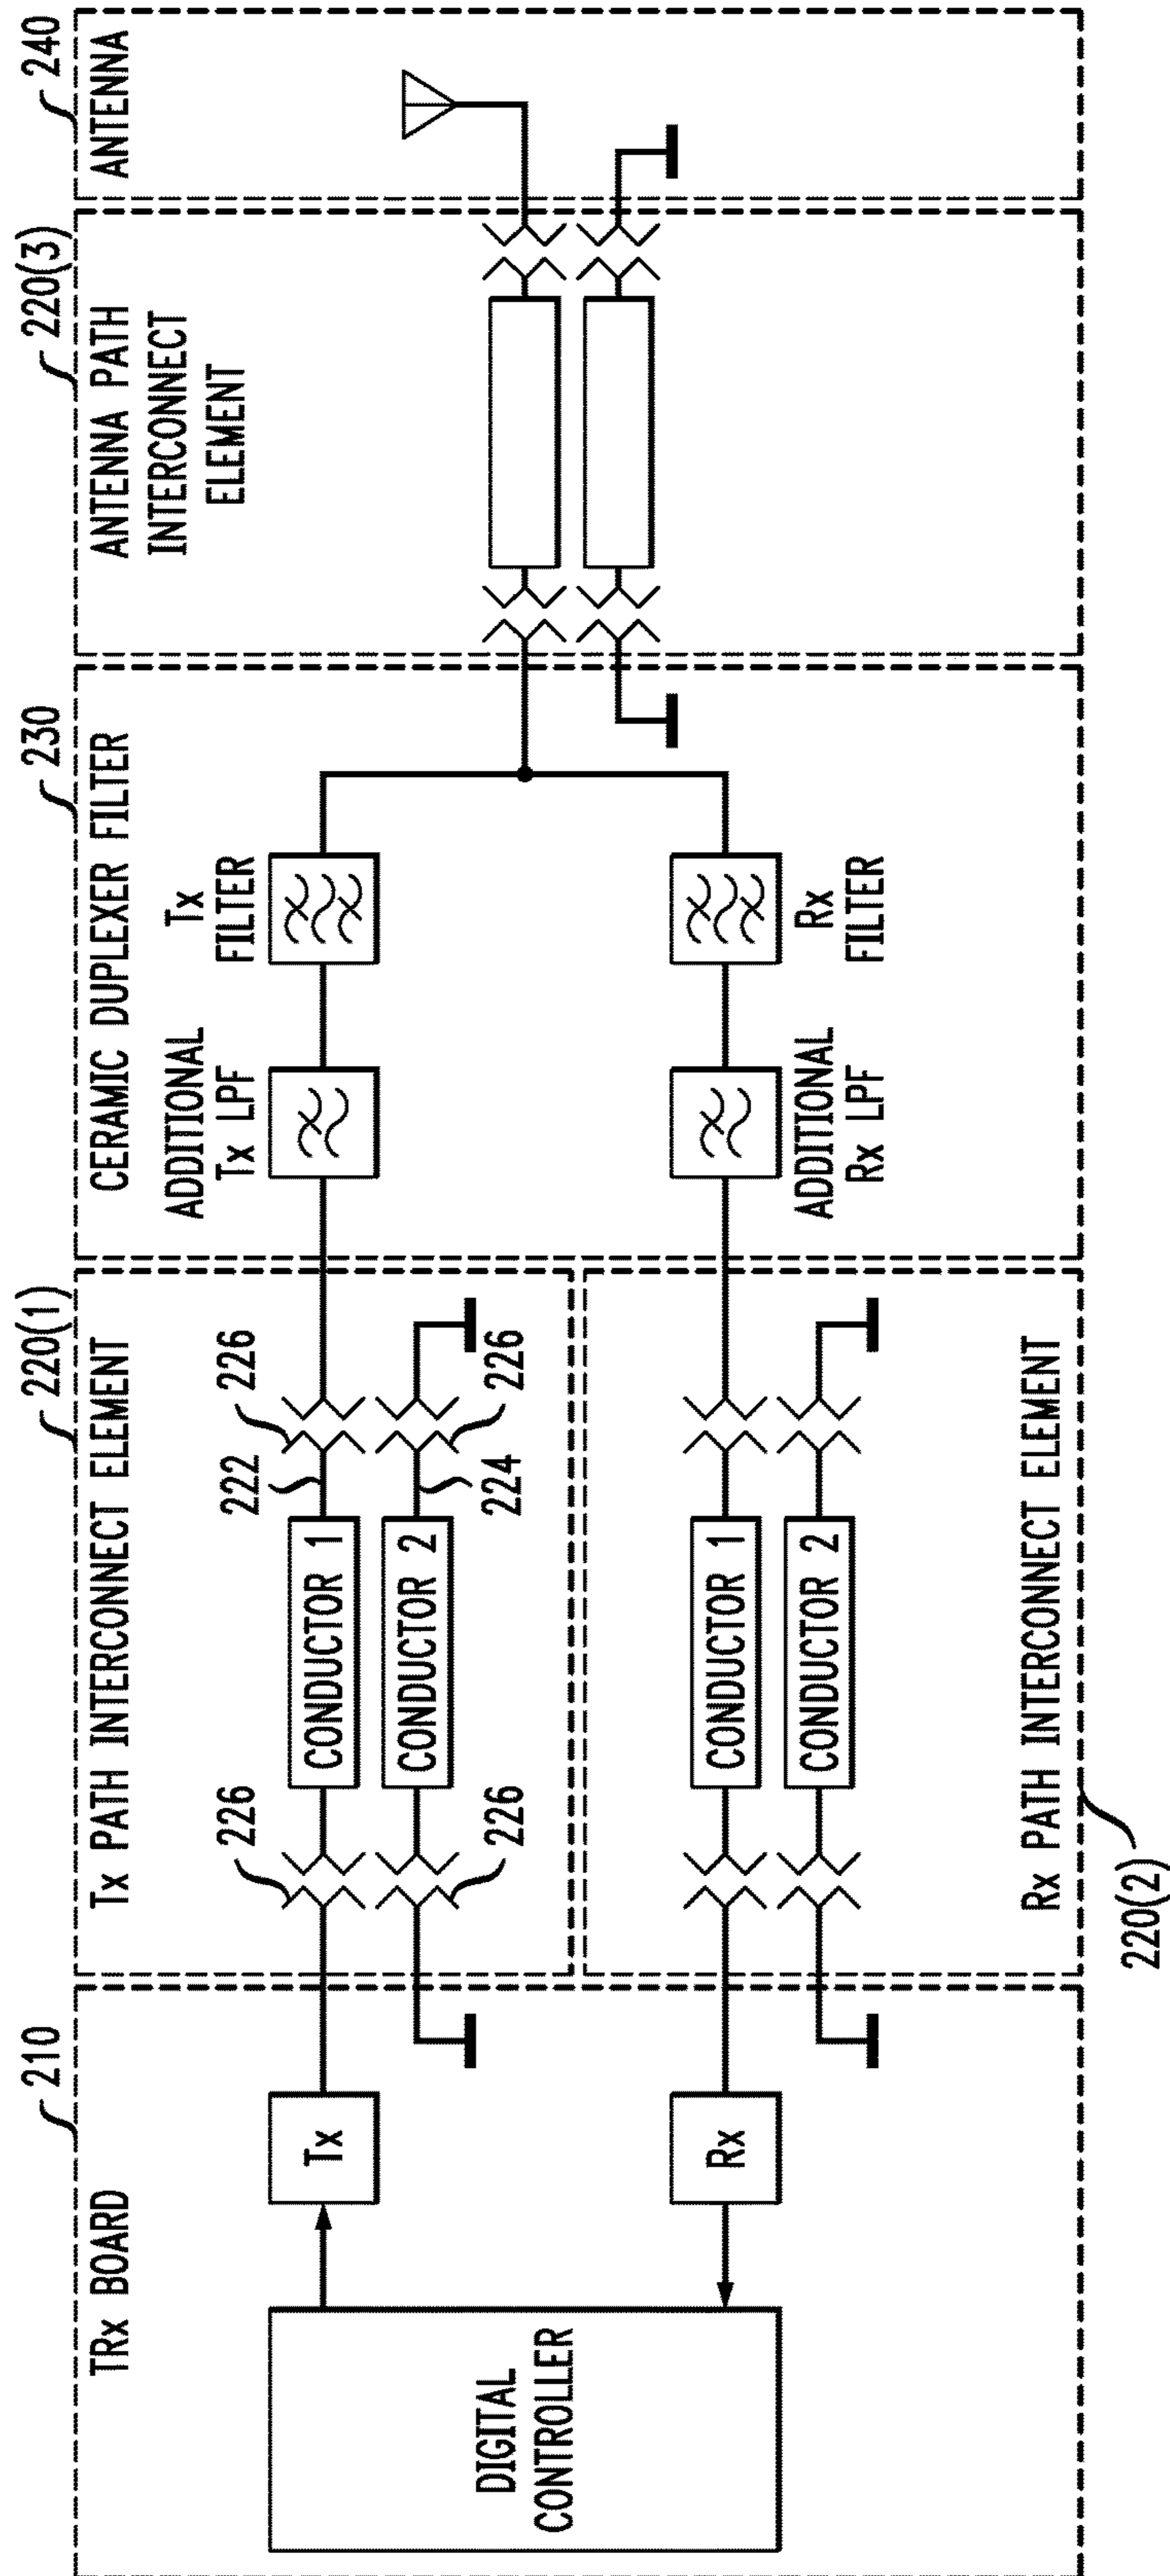 210
TRx BOARD
DIGITAL
CONTROLLER
Tx
Rx
220(1)
Tx PATH INTERCONNECT ELEMENT
226
222
226
CONDUCTOR 1
CONDUCTOR 2
226
224
226
CONDUCTOR 1
CONDUCTOR 2
Rx PATH INTERCONNECT ELEMENT
220(2)
230
CERAMIC DUPLEXER FILTER
ADDITIONAL
Tx LPF
Tx
FILTER
ADDITIONAL
Rx LPF
Rx
FILTER
220(3)
ANTENNA PATH
INTERCONNECT
ELEMENT
240
ANTENNA